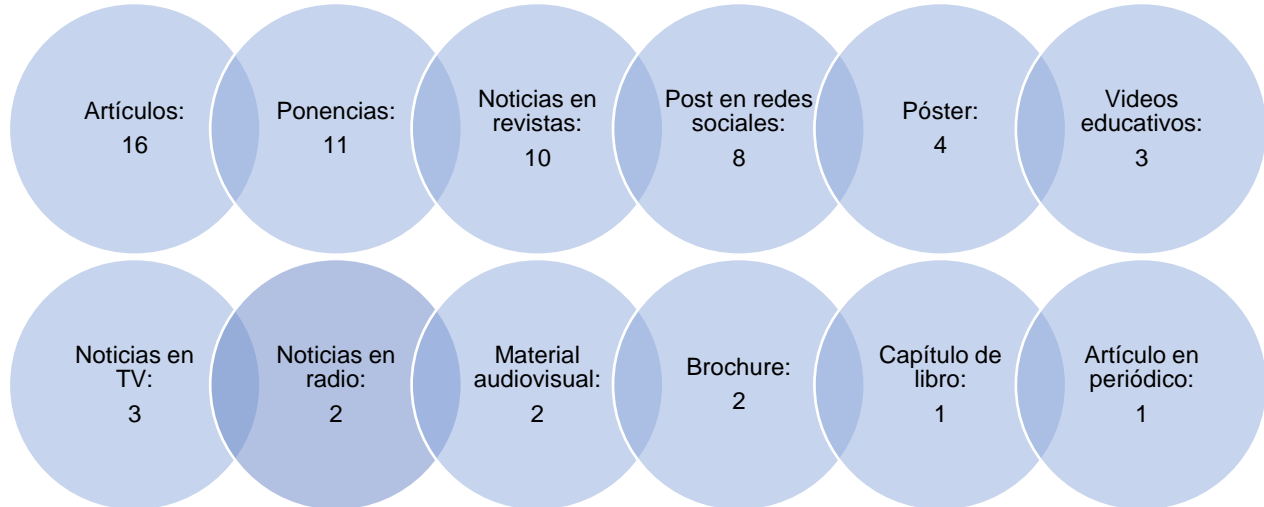 Artículos:
16
Ponencias:
11
Noticias en
revistas:
10
Post en redes
sociales:
8
Póster:
4
Videos
educativos:
3
Noticias en
TV:
3
Noticias en
radio:
2
Material
audiovisual:
2
Brochure:
2
Capítulo de
libro:
1
Artículo en
periódico:
1